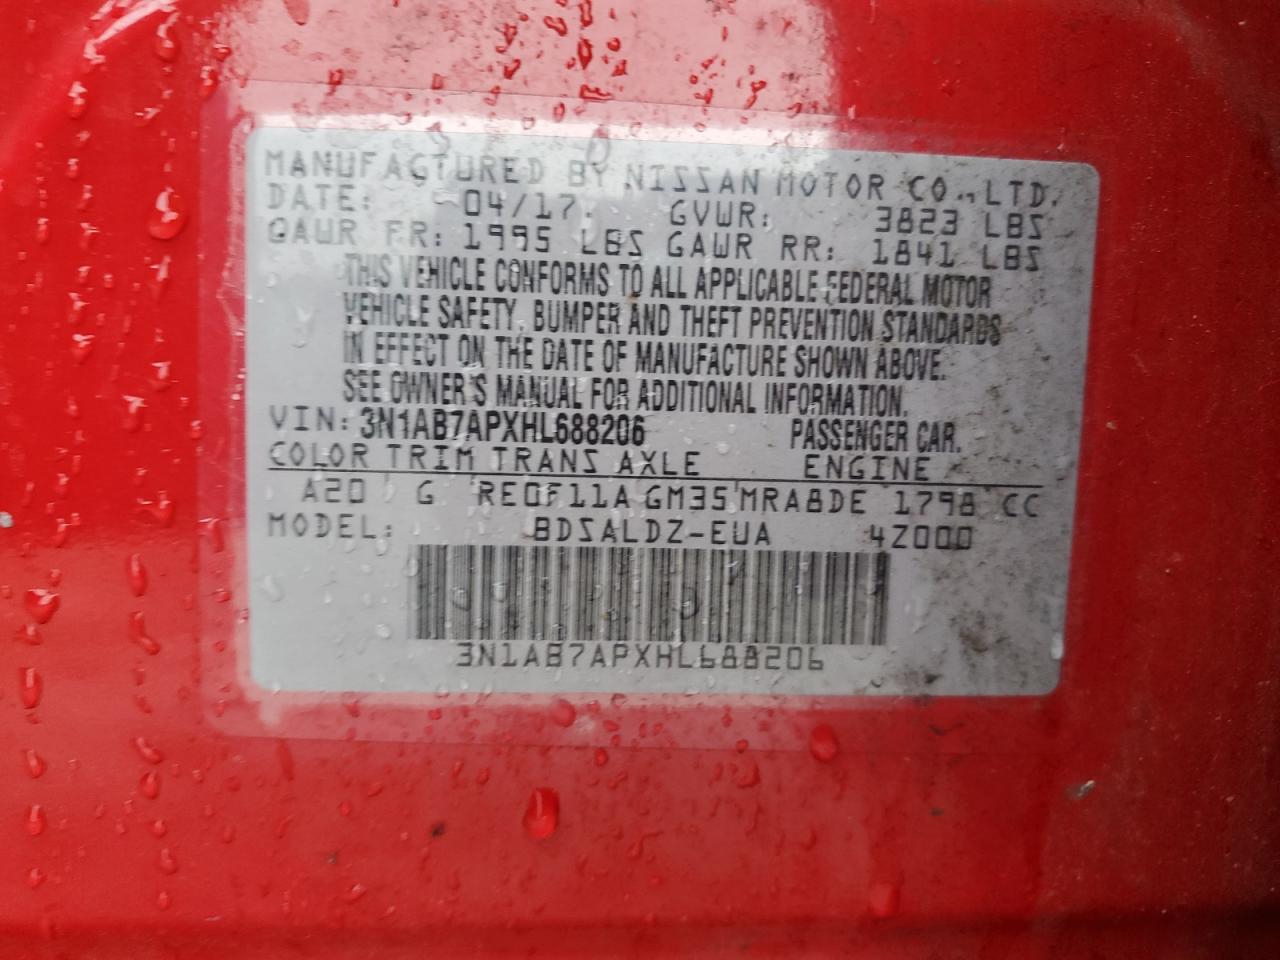 MANUFACTURED BY NISSAN MOTOR CO., LTD.
DATE: 04/17 GVWR: 3823 LBS
GAWR FR: 1995 LBS GAWR RR: 1841 LBS
THIS VEHICLE CONFORMS TO ALL APPLICABLE FEDERAL MOTOR
VEHICLE SAFETY, BUMPER AND THEFT PREVENTION STANDARDS
IN EFFECT ON THE DATE OF MANUFACTURE SHOWN ABOVE.
SEE OWNER'S MANUAL FOR ADDITIONAL INFORMATION.
VIN: 3N1AB7APXHL688206 PASSENGER CAR.
COLOR TRIM TRANS AXLE ENGINE
A20 G RE0F11A GM35 MRA8DE 1798 CC
MODEL: BDSALDZ-EUA 4Z000
3N1AB7APXHL688206